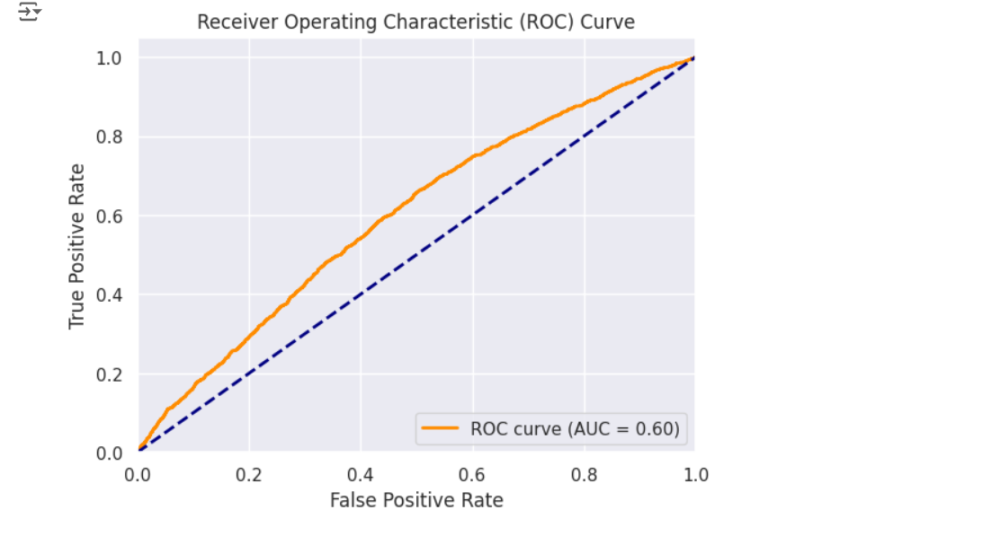 Receiver Operating Characteristic (ROC) Curve
True Positive Rate
1.0
0.8
0.6
0.4
0.2
0.0
ROC curve (AUC = 0.60)
0.0 0.2 0.4 0.6 0.8 1.0
False Positive Rate